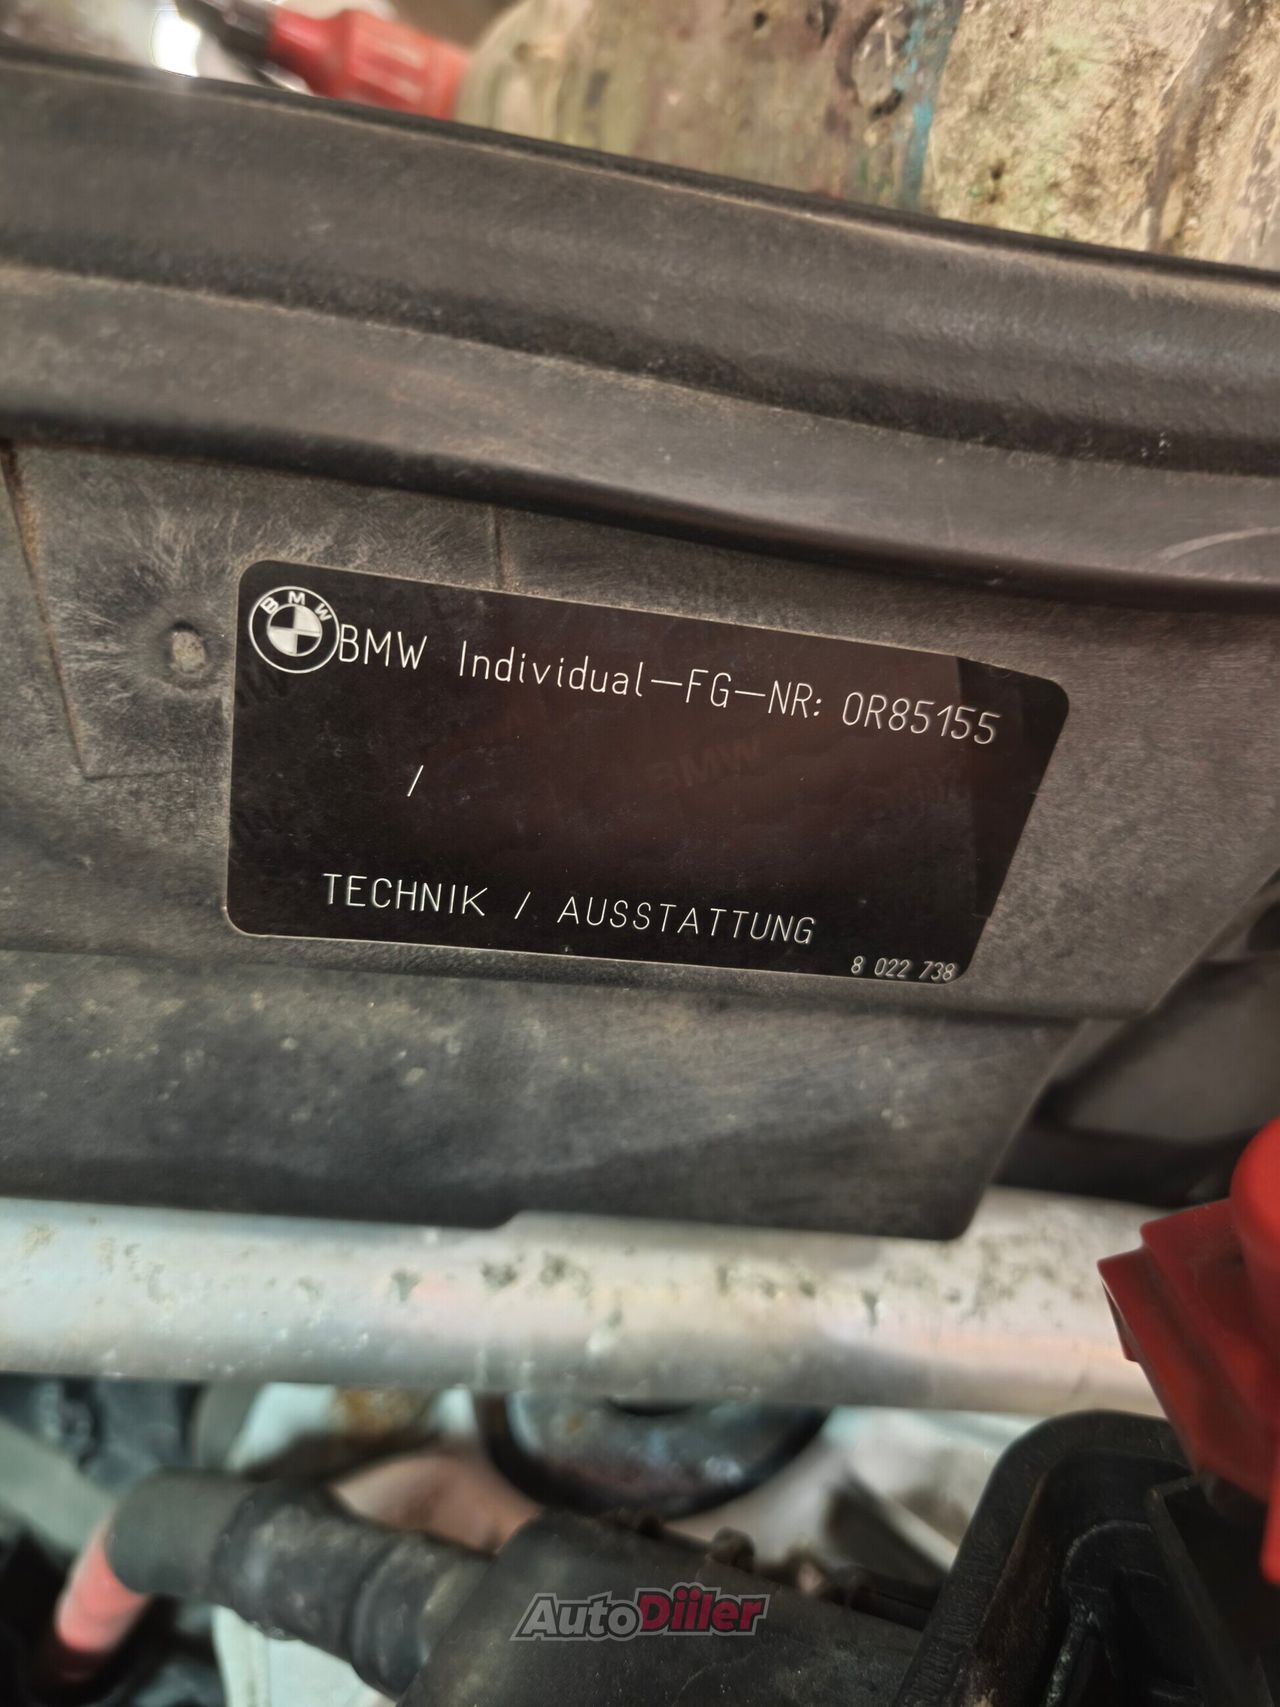 BMW
BMW Individual-FG-NR: 0R85155
/
TECHNIK / AUSSTATTUNG
8 022 738
AutoDiiler